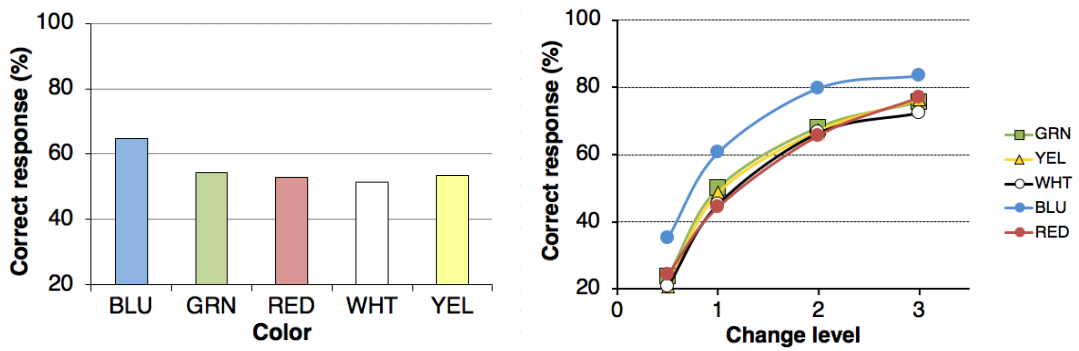 Correct response (%)
100
80
60
40
20
BLU GRN RED WHT YEL
Color
Correct response (%)
100
80
60
40
20
0 1 2 3
Change level
GRN
YEL
WHT
BLU
RED